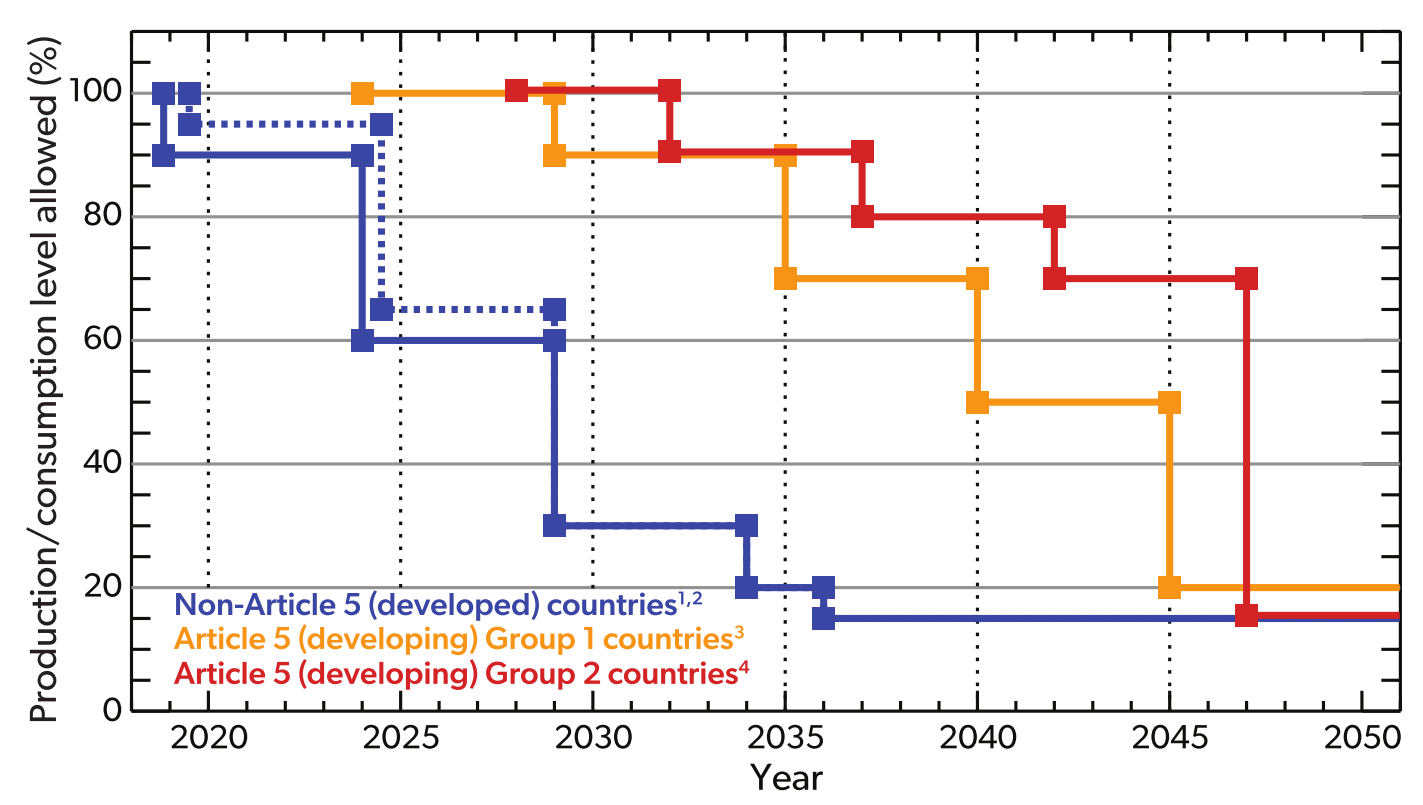 Production/consumption level allowed (%)
100
80
60
40
20
0
Non-Article 5 (developed) countries1,2
Article 5 (developing) Group 1 countries3
Article 5 (developing) Group 2 countries4
2020 2025 2030 2035 2040 2045 2050
Year